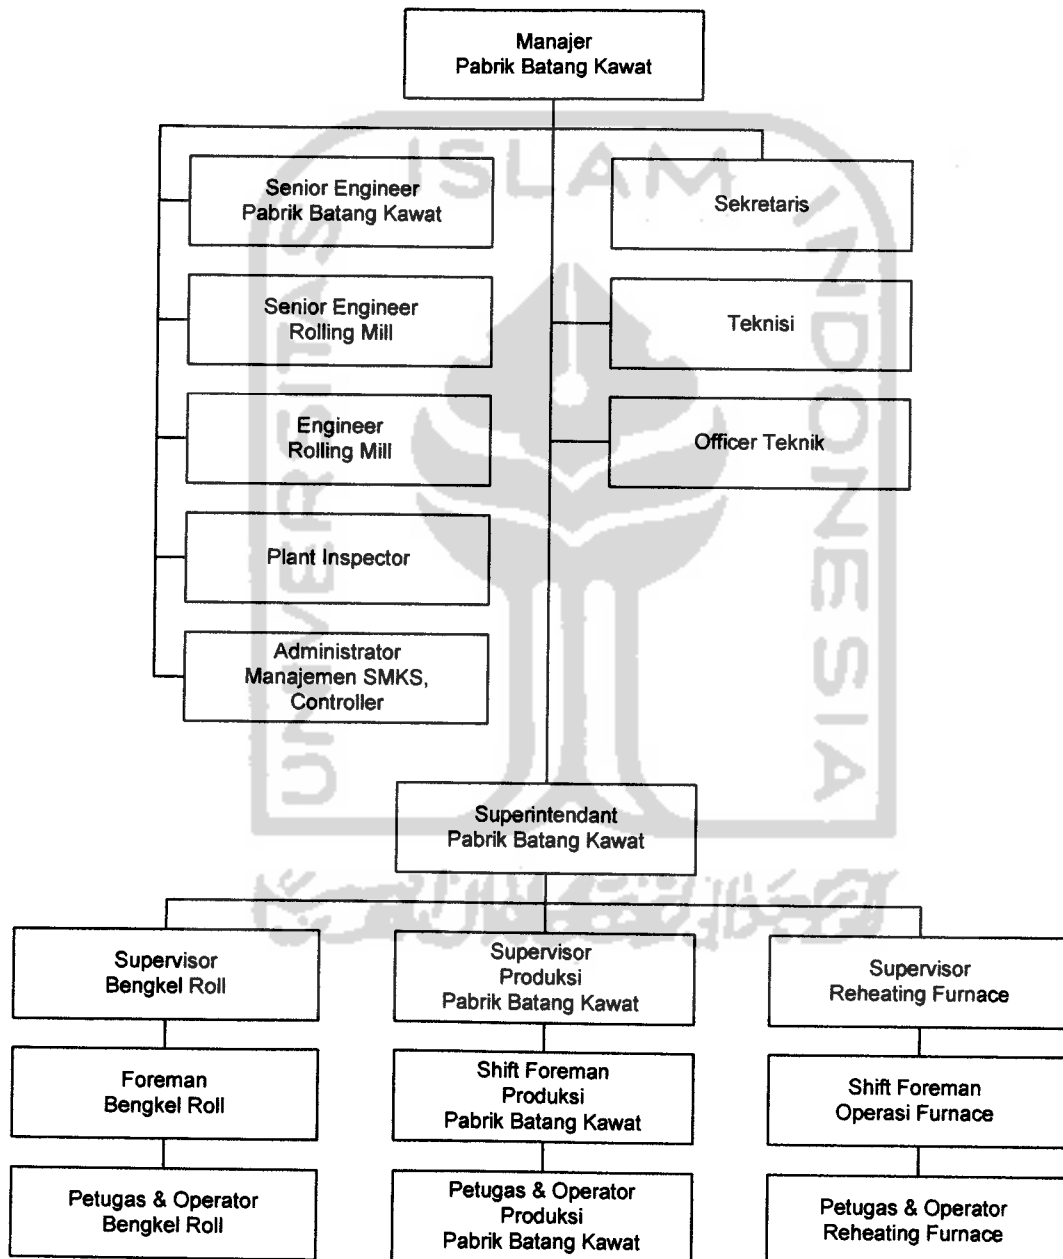 Manajer
Pabrik Batang Kawat
ISLAM
UNIVERSITAS
INDONESIA
Senior Engineer
Pabrik Batang Kawat
Sekretaris
Senior Engineer
Rolling Mill
Teknisi
Engineer
Rolling Mill
Officer Teknik
Plant Inspector
Administrator
Manajemen SMKS,
Controller
Superintendant
Pabrik Batang Kawat
Supervisor
Bengkel Roll
Supervisor
Produksi
Pabrik Batang Kawat
Supervisor
Reheating Furnace
Foreman
Bengkel Roll
Shift Foreman
Produksi
Pabrik Batang Kawat
Shift Foreman
Operasi Furnace
Petugas & Operator
Bengkel Roll
Petugas & Operator
Produksi
Pabrik Batang Kawat
Petugas & Operator
Reheating Furnace